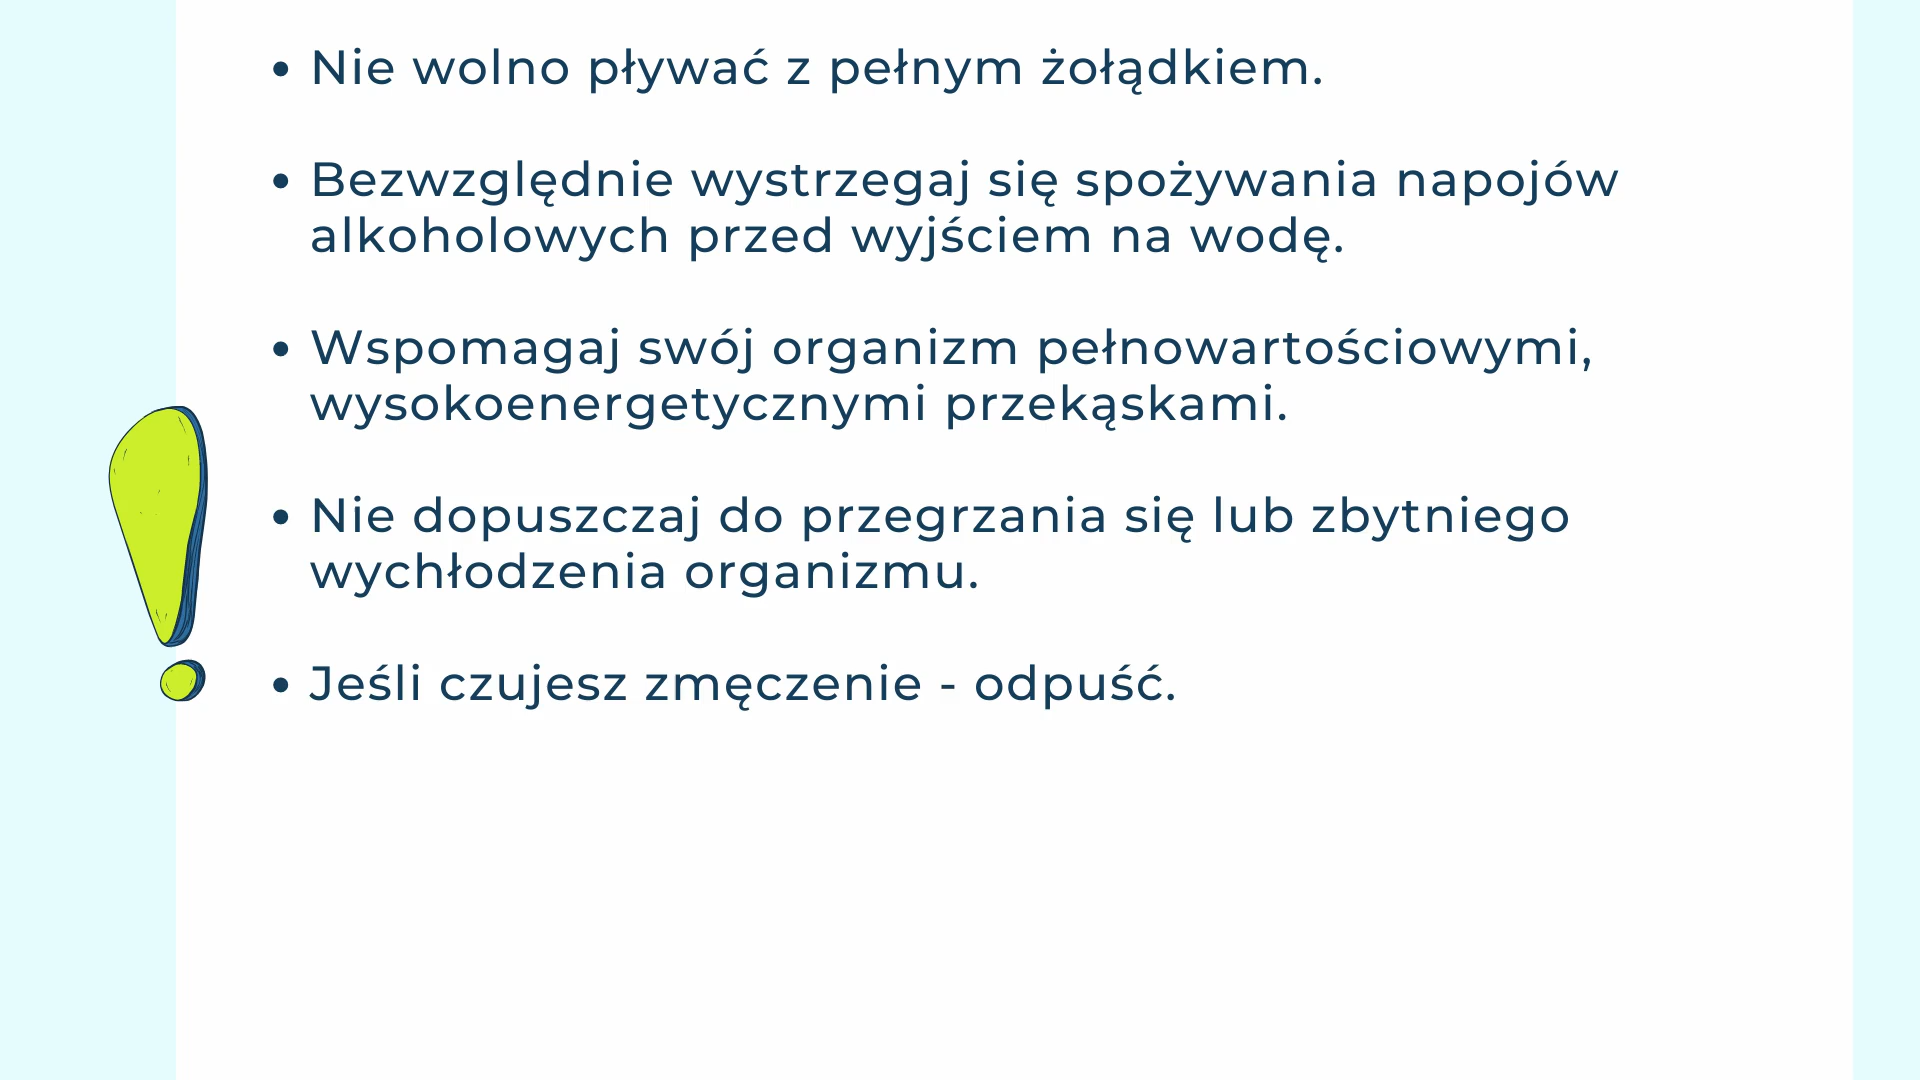 • Nie wolno pływać z pełnym żołądkiem.
• Bezwzględnie wystrzegaj się spożywania napojów
alkoholowych przed wyjściem na wodę.
• Wspomagaj swój organizm pełnowartościowymi,
wysokoenergetycznymi przekąskami.
• Nie dopuszczaj do przegrzania się lub zbytniego
wychłodzenia organizmu.
• Jeśli czujesz zmęczenie - odpuść.